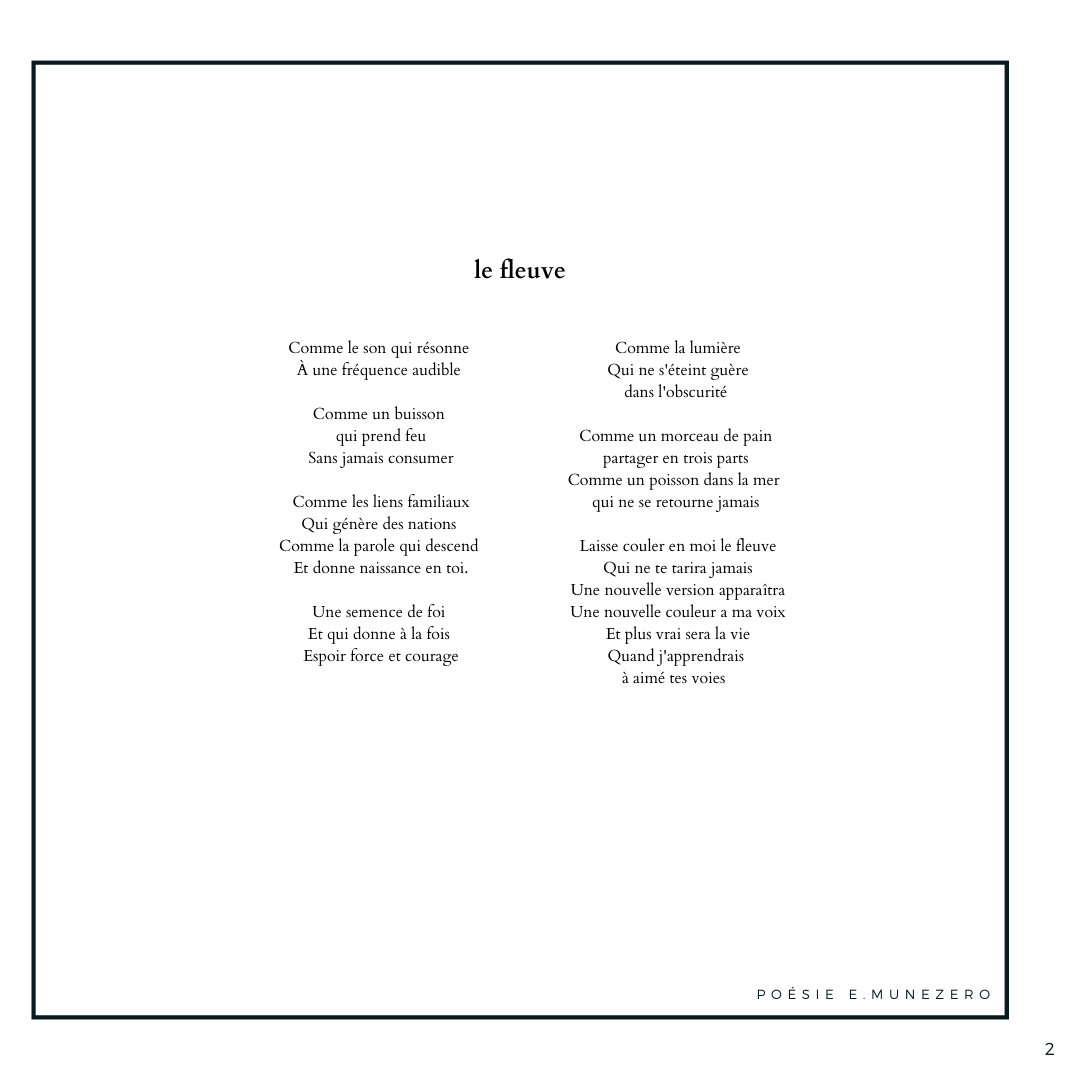 le fleuve
Comme le son qui résonne
À une fréquence audible
Comme un buisson
qui prend feu
Sans jamais consumer
Comme les liens familiaux
Qui génère des nations
Comme la parole qui descend
Et donne naissance en toi.
Une semence de foi
Et qui donne à la fois
Espoir force et courage
Comme la lumière
Qui ne s'éteint guère
dans l'obscurité
Comme un morceau de pain
partager en trois parts
Comme un poisson dans la mer
qui ne se retourne jamais
Laisse couler en moi le fleuve
Qui ne te tarira jamais
Une nouvelle version apparaîtra
Une nouvelle couleur a ma voix
Et plus vrai sera la vie
Quand j'apprendrais
à aimé tes voies
POÉSIE E.MUNEZERO
2